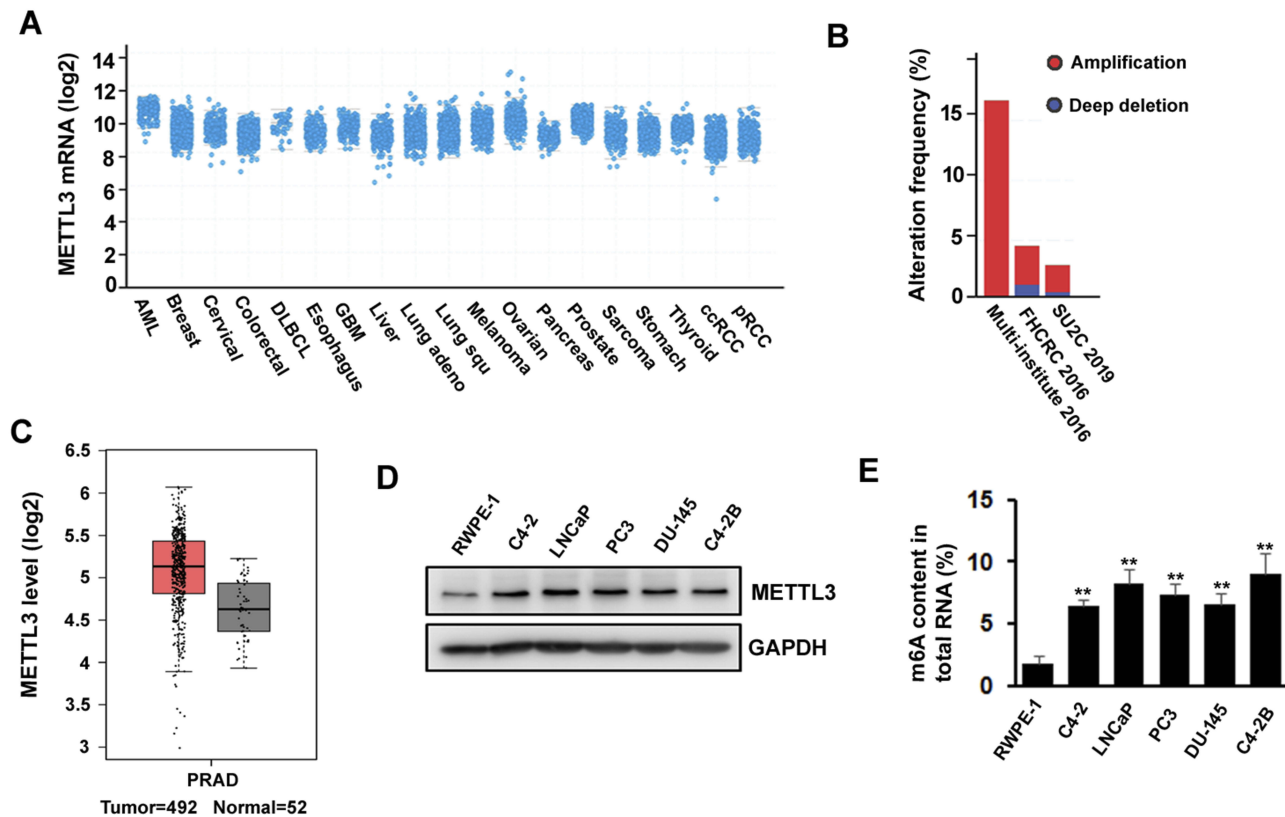 A
METTL3 mRNA (log2)
14
12
10
8
6
4
2
0
AML
Breast
Cervical
Colorectal
DLBCL
Esophagus
GBM
Liver
Lung adeno
Lung squ
Melanoma
Ovarian
Pancreas
Prostate
Sarcoma
Stomach
Thyroid
ccRCC
pRCC
B
Alteration frequency (%)
15
10
5
0
Amplification
Deep deletion
Multi-institute 2016
FHCRC 2016
SU2C 2019
C
METTL3 level (log2)
6.5
6
5.5
5
4.5
4
3.5
3
PRAD
Tumor=492 Normal=52
D
RWPE-1
C4-2
LNCaP
PC3
DU-145
C4-2B
METTL3
GAPDH
E
m6A content in
total RNA (%)
15
10
5
0
**
**
**
**
**
RWPE-1
C4-2
LNCaP
PC3
DU-145
C4-2B